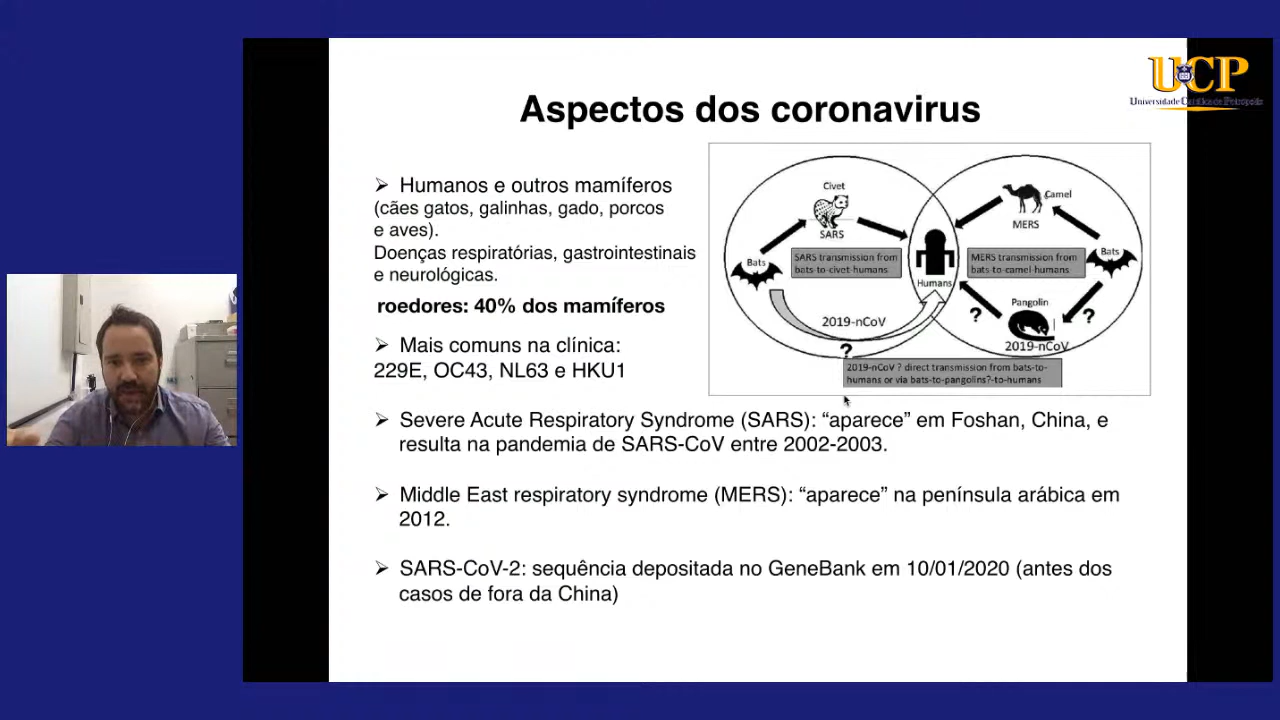 UCP
Universidade Católica de Petrópolis
Aspectos dos coronavirus
➢ Humanos e outros mamíferos
(cães gatos, galinhas, gado, porcos
e aves).
Doenças respiratórias, gastrointestinais
e neurológicas.
roedores: 40% dos mamíferos
➢ Mais comuns na clínica:
229E, OC43, NL63 e HKU1
Civet
SARS
Bats
SARS transmission from
bats-to-civet-humans
2019-nCoV
?
Humans
Camel
MERS
Bats
MERS transmission from
bats-to-camel-humans
Pangolin
?
?
2019-nCoV
2019-nCoV ? direct transmission from bats-to-
humans or via bats-to-pangolins?-to-humans
➢ Severe Acute Respiratory Syndrome (SARS): “aparece” em Foshan, China, e
resulta na pandemia de SARS-CoV entre 2002-2003.
➢ Middle East respiratory syndrome (MERS): “aparece” na península arábica em
2012.
➢ SARS-CoV-2: sequência depositada no GeneBank em 10/01/2020 (antes dos
casos de fora da China)